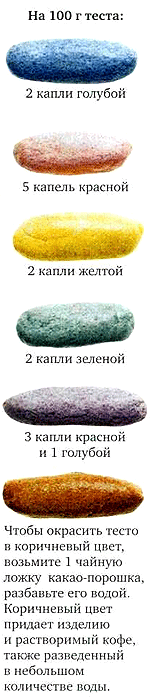 На 100 г теста:
2 капли голубой
5 капель красной
2 капли желтой
2 капли зеленой
3 капли красной
и 1 голубой
Чтобы окрасить тесто
в коричневый цвет,
возьмите 1 чайную
ложку какао-порошка,
разбавьте его водой.
Коричневый цвет
придает изделию
и растворимый кофе,
также разведенный
в небольшом
количестве воды.